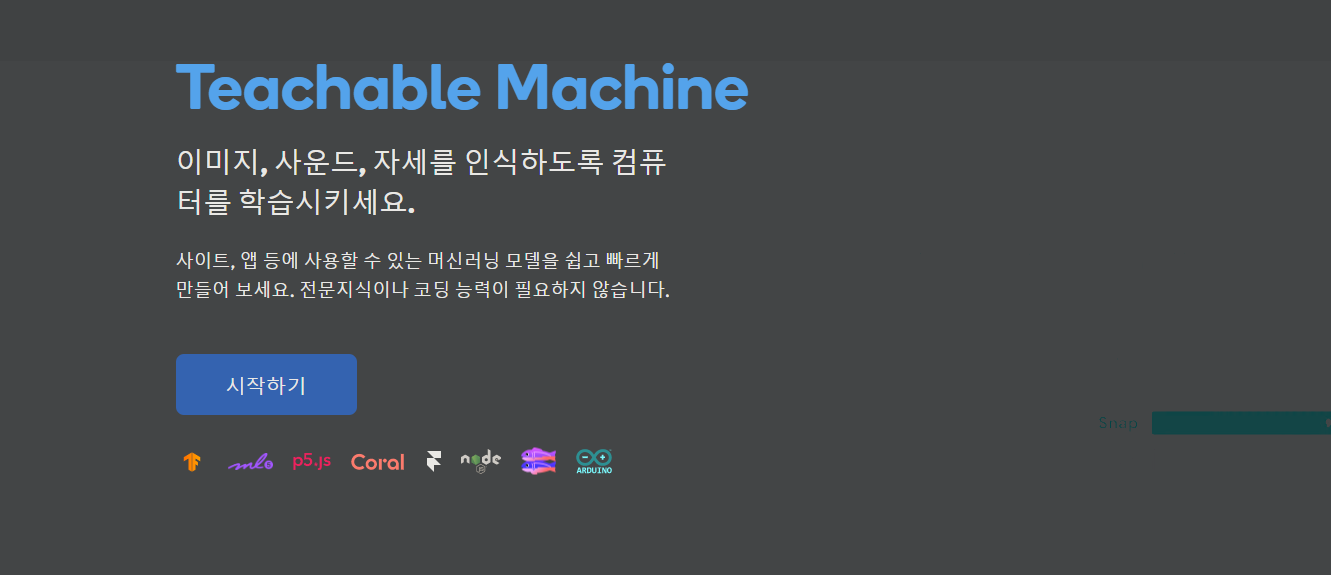 Teachable Machine
이미지, 사운드, 자세를 인식하도록 컴퓨
터를 학습시키세요.
사이트, 앱 등에 사용할 수 있는 머신러닝 모델을 쉽고 빠르게
만들어 보세요. 전문지식이나 코딩 능력이 필요하지 않습니다.
시작하기
Snap
ml5 p5.js Coral node JS ARDUINO